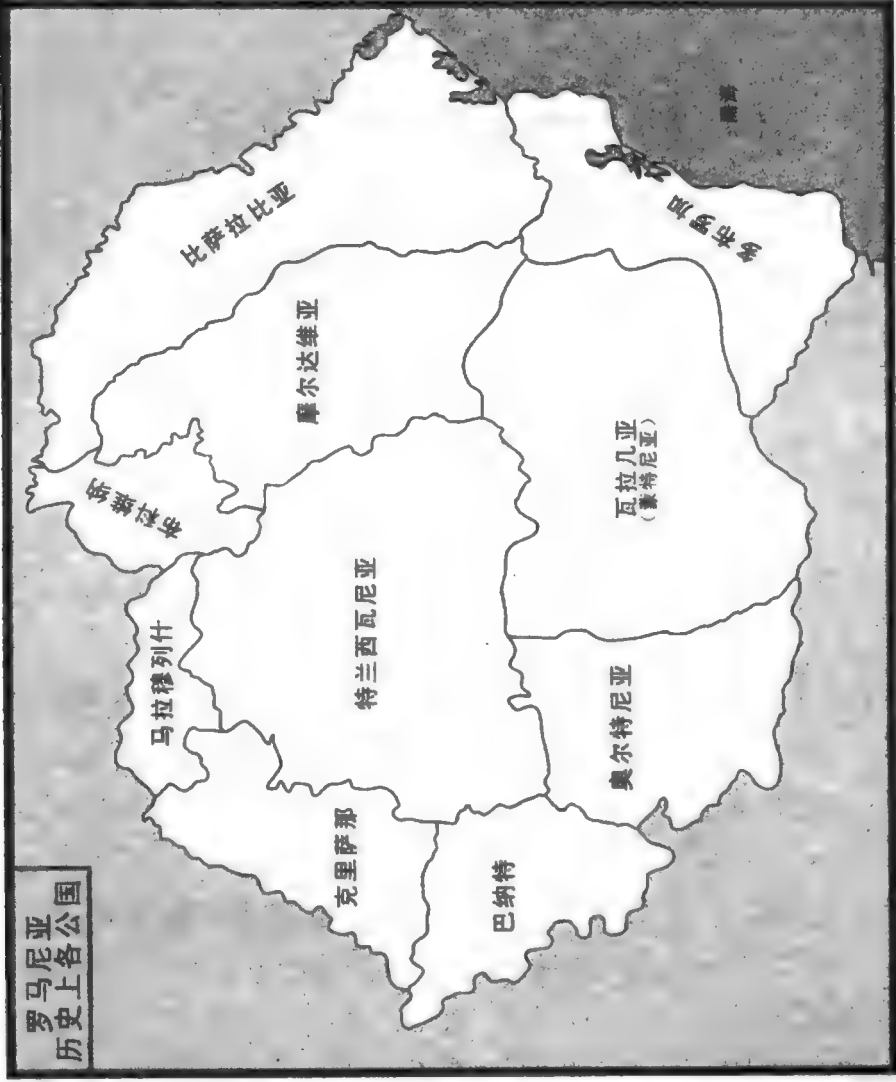 罗马尼亚
历史上各公国
布科维纳
比萨拉比亚
马拉穆列什
摩尔达维亚
克里萨那
特兰西瓦尼亚
巴纳特
奥尔特尼亚
瓦拉几亚
（蒙特尼亚）
多布罗加
黑海